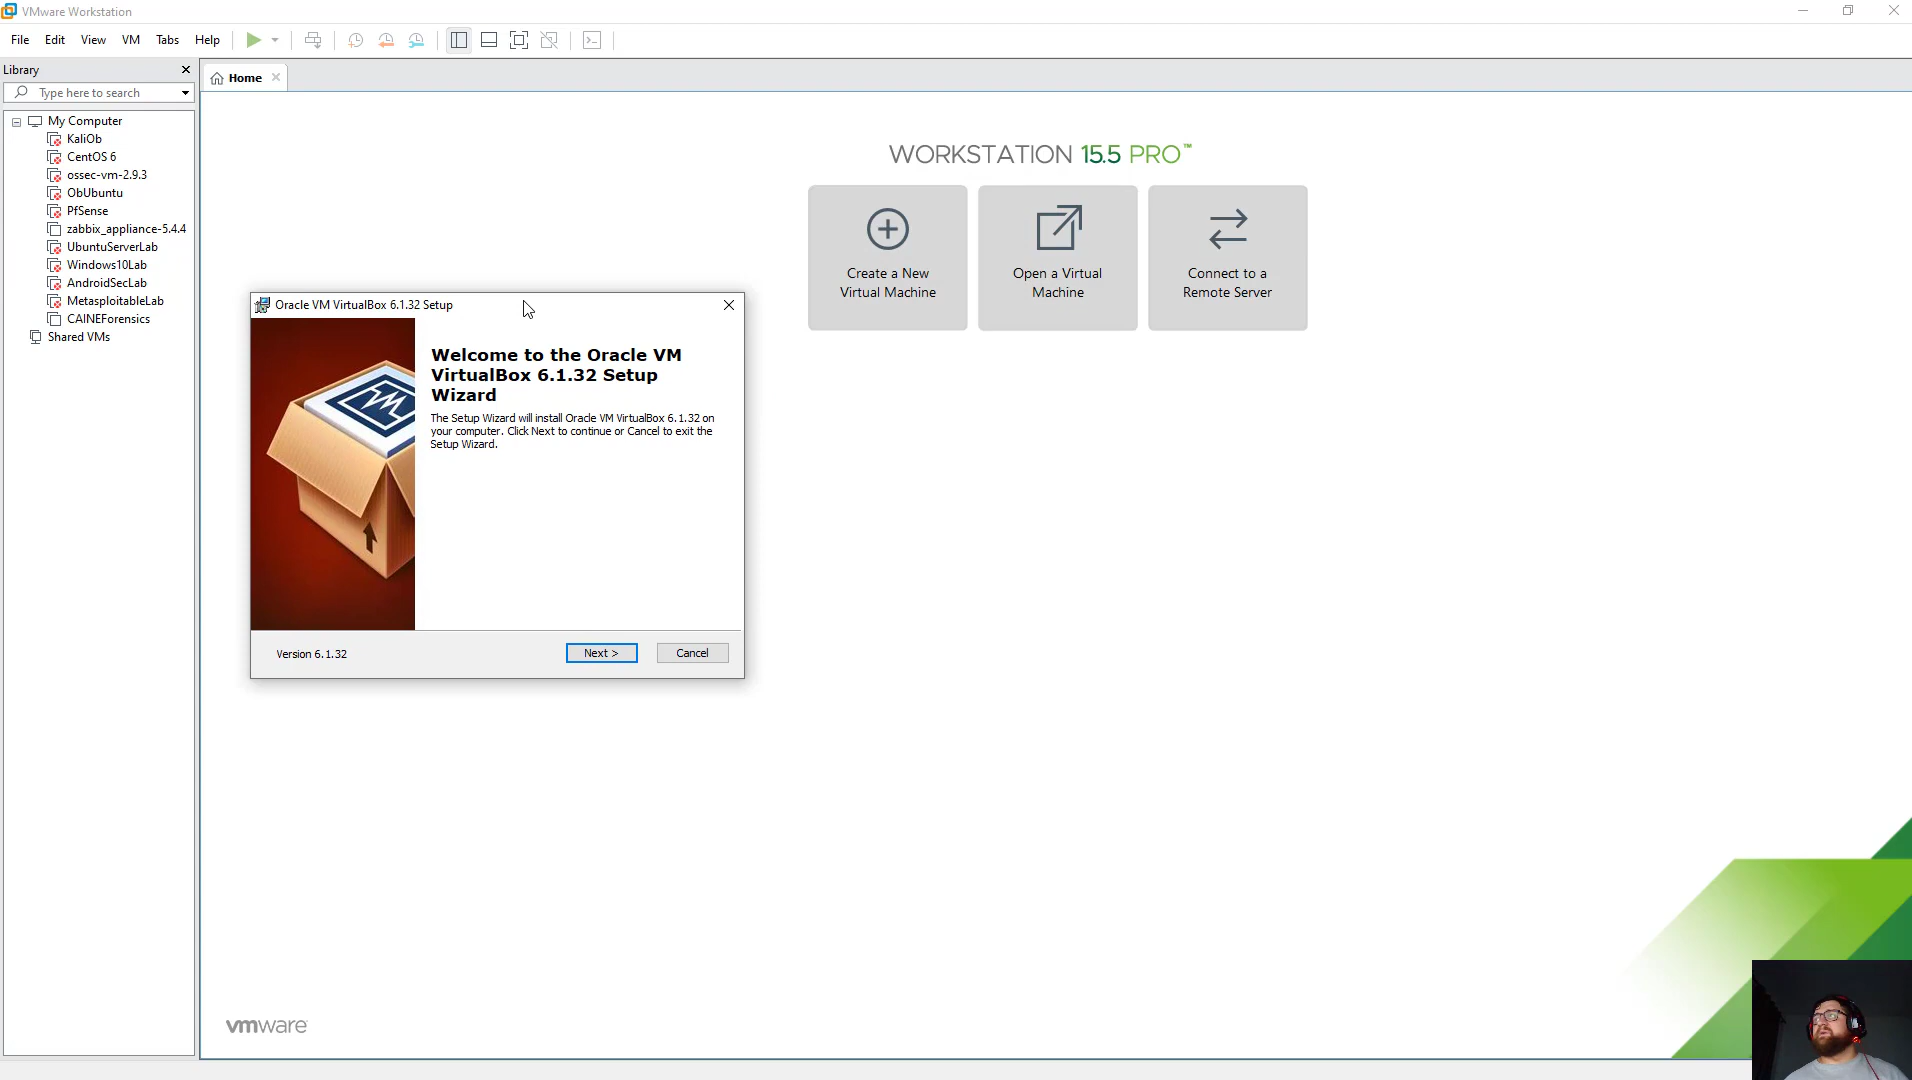 VMware Workstation
File Edit View VM Tabs Help
Library
Type here to search
My Computer
KaliOb
CentOS 6
ossec-vm-2.9.3
ObUbuntu
PfSense
zabbix_appliance-5.4.4
UbuntuServerLab
Windows10Lab
AndroidSecLab
MetasploitableLab
CAINEForensics
Shared VMs
Home
WORKSTATION 15.5 PRO™
Create a New
Virtual Machine
Open a Virtual
Machine
Connect to a
Remote Server
Oracle VM VirtualBox 6.1.32 Setup
Welcome to the Oracle VM
VirtualBox 6.1.32 Setup
Wizard
The Setup Wizard will install Oracle VM VirtualBox 6.1.32 on
your computer. Click Next to continue or Cancel to exit the
Setup Wizard.
Version 6.1.32
Next >
Cancel
vmware